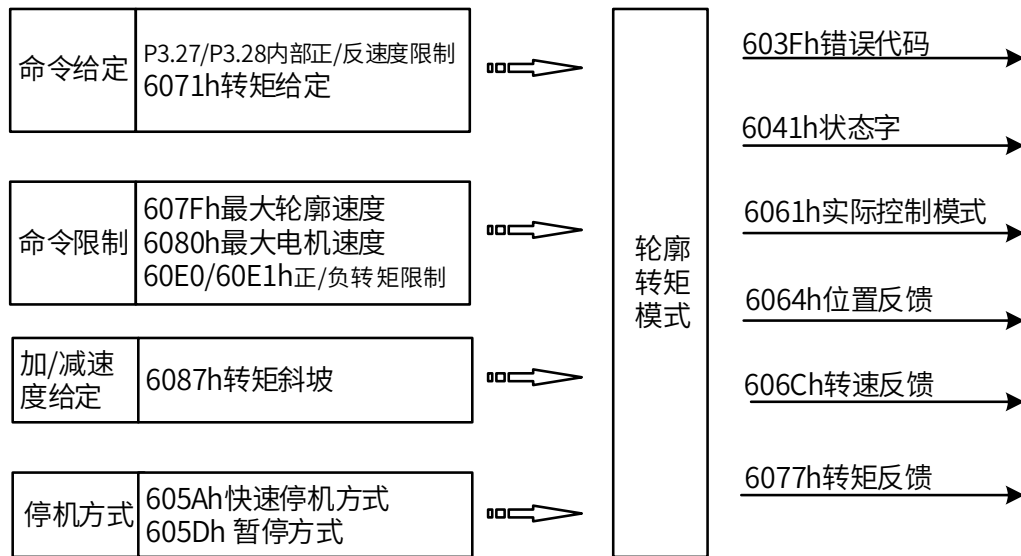 命令给定
P3.27/P3.28内部正/反速度限制
6071h转矩给定
命令限制
607Fh最大轮廓速度
6080h最大电机速度
60E0/60E1h正/负转矩限制
加/减速
度给定
6087h转矩斜坡
停机方式
605Ah快速停机方式
605Dh 暂停方式
轮廓
转矩
模式
603Fh错误代码
6041h状态字
6061h实际控制模式
6064h位置反馈
606Ch转速反馈
6077h转矩反馈